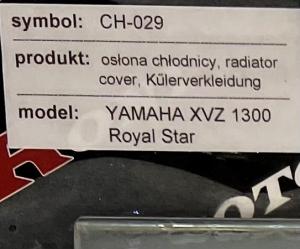 symbol: CH-029
produkt: osłona chłodnicy, radiator
cover, Külerverkleidung
model: YAMAHA XVZ 1300
Royal Star